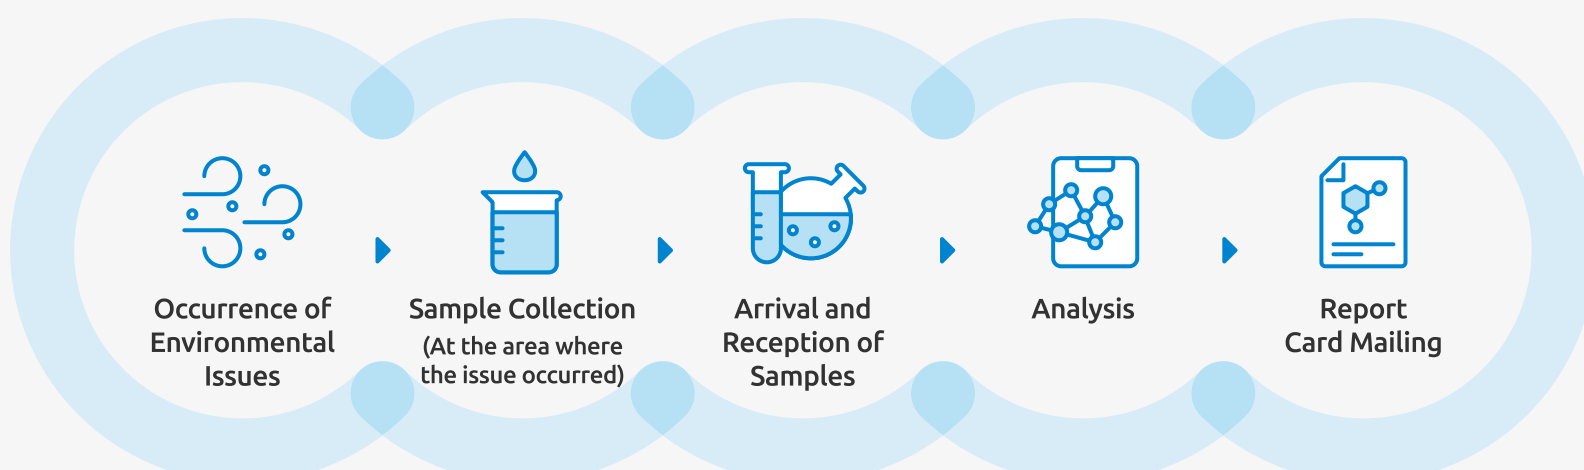 Occurrence of
Environmental
Issues
Sample Collection
(At the area where
the issue occurred)
Arrival and
Reception of
Samples
Analysis
Report
Card Mailing